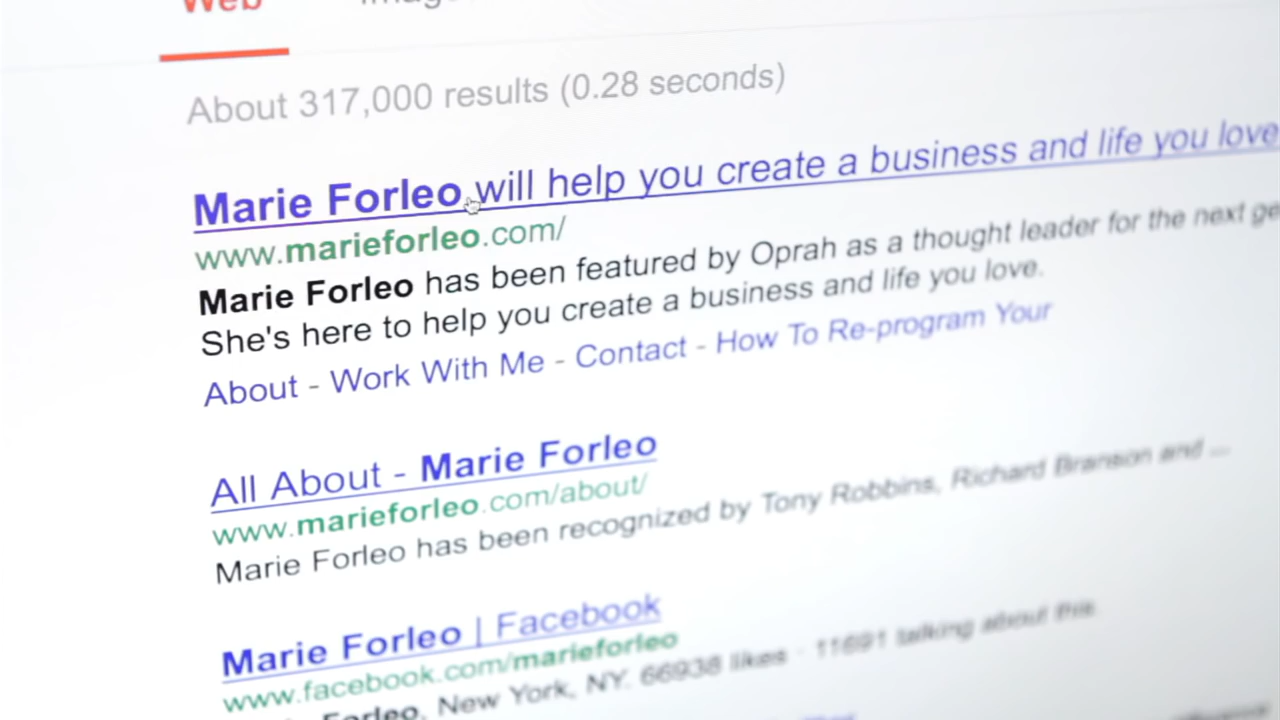 Web
About 317,000 results (0.28 seconds)
Marie Forleo will help you create a business and life you love
www.marieforleo.com/
Marie Forleo has been featured by Oprah as a thought leader for the next
She's here to help you create a business and life you love.
About - Work With Me - Contact - How To Re-program Your
All About - Marie Forleo
www.marieforleo.com/about/
Marie Forleo has been recognized by Tony Robbins, Richard Branson and ...
Marie Forleo | Facebook
www.facebook.com/marieforleo
Forleo, New York, NY. 66938 likes · 11691 talking about this.